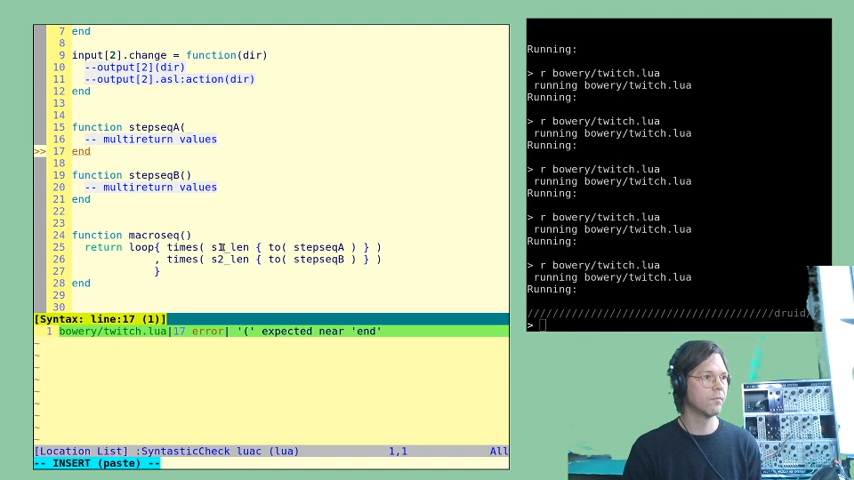 7 end
8
9 input[2].change = function(dir)
10 --output[2](dir)
11 --output[2].asl:action(dir)
12 end
13
14
15 function stepseqA(
16 -- multireturn values
>> 17 end
18
19 function stepseqB()
20 -- multireturn values
21 end
22
23
24 function macroseq()
25 return loop{ times( s1_len { to( stepseqA ) } )
26 , times( s2_len { to( stepseqB ) } )
27 }
28 end
29
30
[Syntax: line:17 (1)]
1 bowery/twitch.lua|17 error| '(' expected near 'end'
~
~
~
~
~
~
~
~
~
[Location List] :SyntasticCheck luac (lua) 1,1 All
-- INSERT (paste) --
Running:
> r bowery/twitch.lua
running bowery/twitch.lua
Running:
> r bowery/twitch.lua
running bowery/twitch.lua
Running:
> r bowery/twitch.lua
running bowery/twitch.lua
Running:
> r bowery/twitch.lua
running bowery/twitch.lua
Running:
> r bowery/twitch.lua
running bowery/twitch.lua
Running:
/////////////////////////////////////////druid/
>